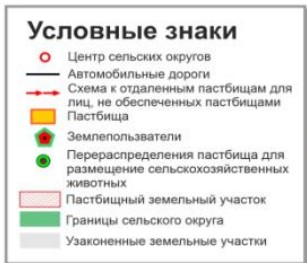 Условные знаки
Центр сельских округов
Автомобильные дороги
Схема к отдаленным пастбищам для
лиц, не обеспеченных пастбищами
Пастбища
Землепользватели
Перераспределения пастбища для
размещение сельскохозяйственных
животных
Пастбищный земельный участок
Границы сельского округа
Узаконенные земельные участки